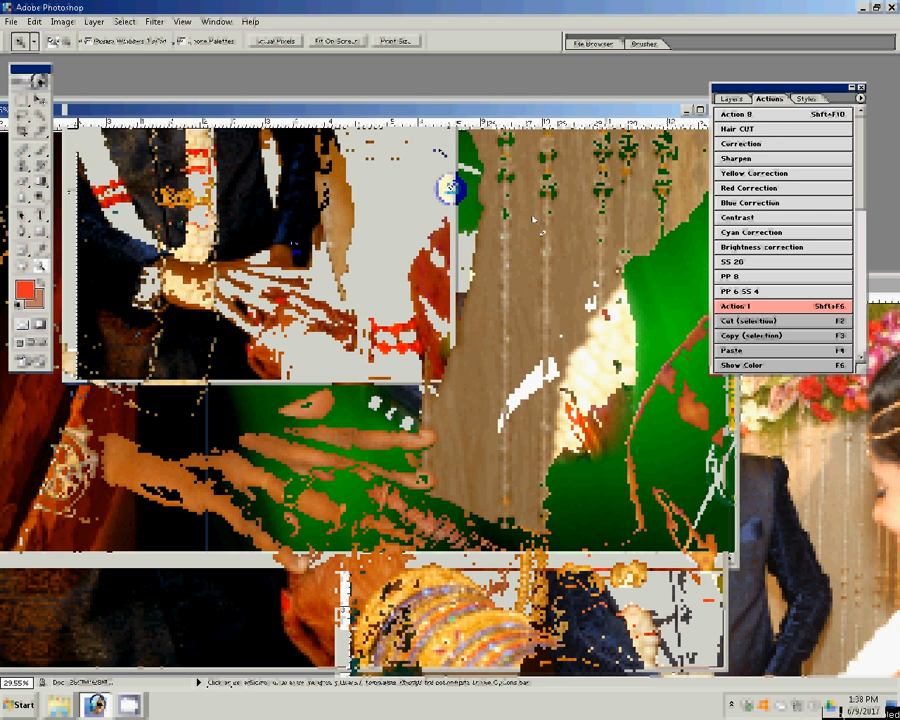 Adobe Photoshop
File Edit Image Layer Select Filter View Window Help
Actual Pixels Fit On Screen Print Size
File Browser Brushes
Layers Actions Styles
Action 8 Shft+F10
Hair CUT
Correction
Sharpen
Yellow Correction
Red Correction
Blue Correction
Contrast
Cyan Correction
Brightness correction
SS 20
PP 8
PP 6 SS 4
Action 1 Shft+F6
Cut (selection) F2
Copy (selection) F3
Paste F4
Show Color F6
29.55%
Start
1:38 PM
6/9/2017